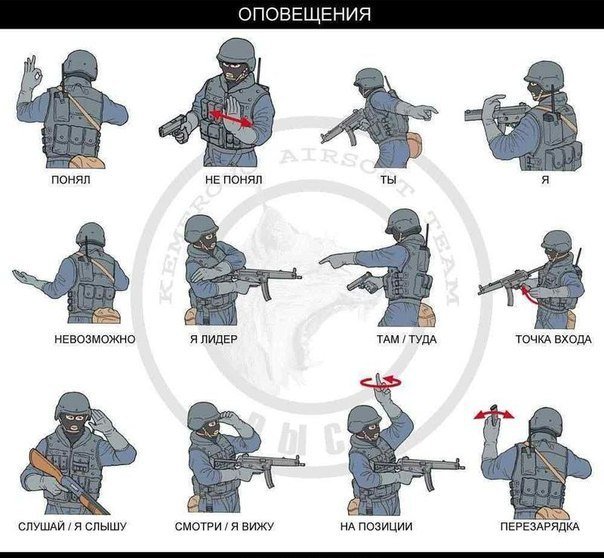 ОПОВЕЩЕНИЯ
ПОНЯЛ
НЕ ПОНЯЛ
ТЫ
Я
KEMEROVO AIRSOFT TEAM
НЕВОЗМОЖНО
Я ЛИДЕР
ТАМ / ТУДА
ТОЧКА ВХОДА
СЛУШАЙ / Я СЛЫШУ
СМОТРИ / Я ВИЖУ
НА ПОЗИЦИИ
ПЕРЕЗАРЯДКА